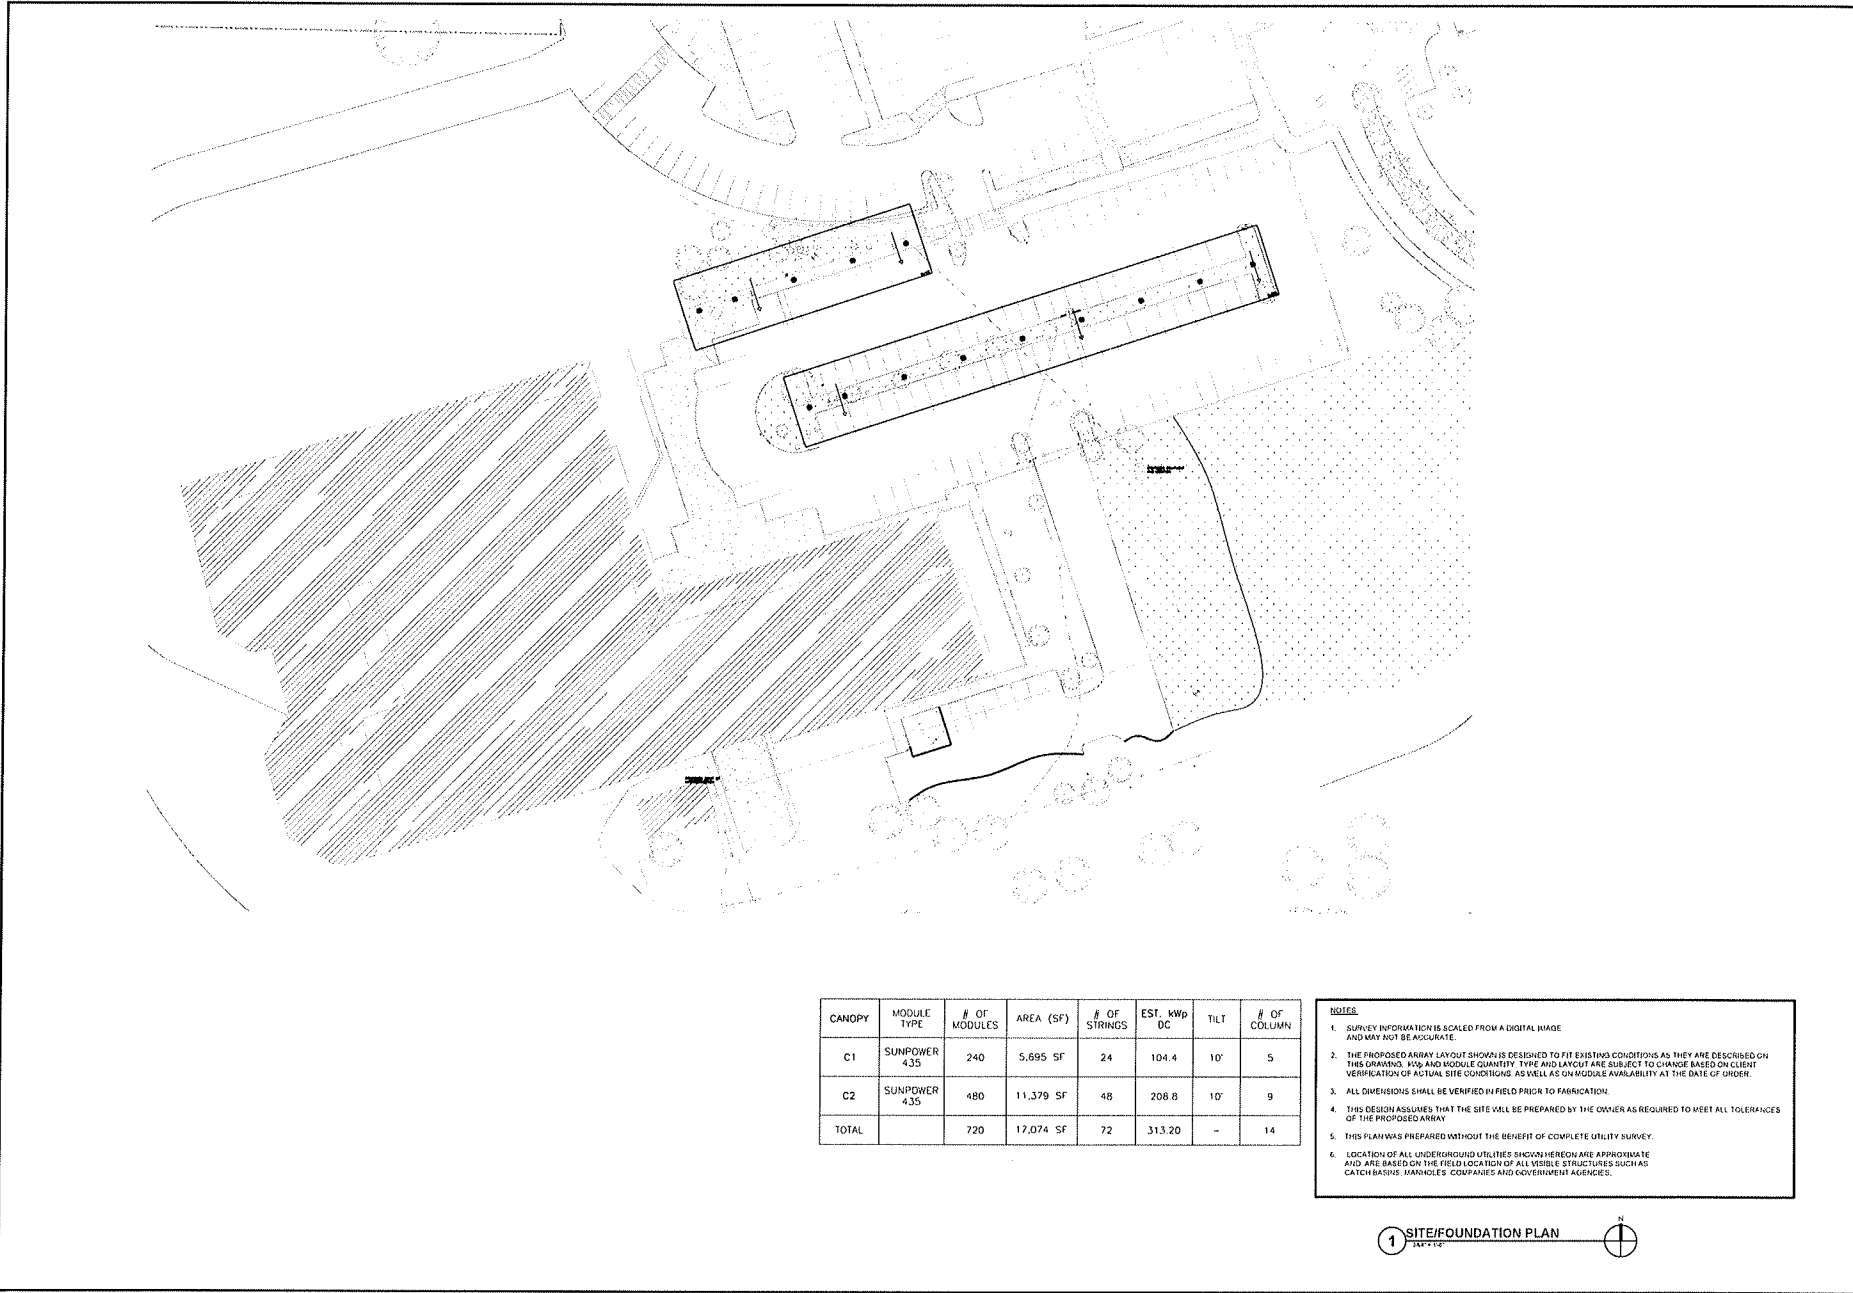 CANOPY MODULE TYPE # OF MODULES AREA (SF) # OF STRINGS EST. kWp DC TILT # OF COLUMN
C1 SUNPOWER 435 240 5,695 SF 24 104.4 10° 5
C2 SUNPOWER 435 480 11,379 SF 48 208.8 10° 9
TOTAL 720 17,074 SF 72 313.20 - 14
NOTES:
1. SURVEY INFORMATION IS SCALED FROM A DIGITAL IMAGE
AND MAY NOT BE ACCURATE.
2. THE PROPOSED ARRAY LAYOUT SHOWN IS DESIGNED TO FIT EXISTING CONDITIONS AS THEY ARE DESCRIBED ON
THIS DRAWING. kWp AND MODULE QUANTITY, TYPE AND LAYOUT ARE SUBJECT TO CHANGE BASED ON CLIENT
VERIFICATION OF ACTUAL SITE CONDITIONS, AS WELL AS ON MODULE AVAILABILITY AT THE DATE OF ORDER.
3. ALL DIMENSIONS SHALL BE VERIFIED IN FIELD PRIOR TO FABRICATION.
4. THIS DESIGN ASSUMES THAT THE SITE WILL BE PREPARED BY THE OWNER AS REQUIRED TO MEET ALL TOLERANCES
OF THE PROPOSED ARRAY
5. THIS PLAN WAS PREPARED WITHOUT THE BENEFIT OF COMPLETE UTILITY SURVEY.
6. LOCATION OF ALL UNDERGROUND UTILITIES SHOWN HEREON ARE APPROXIMATE
AND ARE BASED ON THE FIELD LOCATION OF ALL VISIBLE STRUCTURES SUCH AS
CATCH BASINS, MANHOLES, COMPANIES AND GOVERNMENT AGENCIES.
N
1 SITE/FOUNDATION PLAN